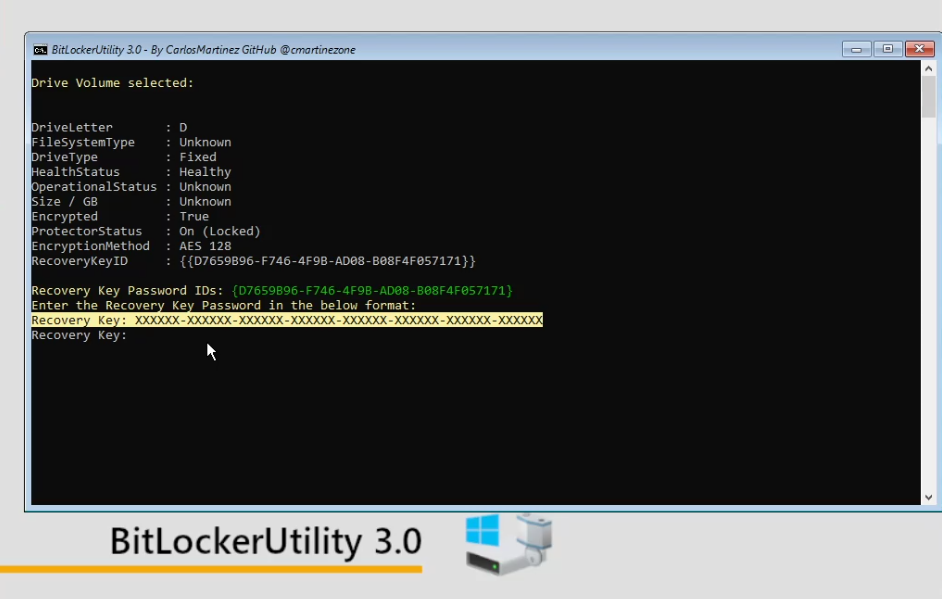 BitLockerUtility 3.0 - By CarlosMartinez GitHub @cmartinezone
Drive Volume selected:
DriveLetter : D
FileSystemType : Unknown
DriveType : Fixed
HealthStatus : Healthy
OperationalStatus : Unknown
Size / GB : Unknown
Encrypted : True
ProtectorStatus : On (Locked)
EncryptionMethod : AES 128
RecoveryKeyID : {{D7659B96-F746-4F9B-AD08-B08F4F057171}}
Recovery Key Password IDs: {D7659B96-F746-4F9B-AD08-B08F4F057171}
Enter the Recovery Key Password in the below format:
Recovery Key: XXXXXX-XXXXXX-XXXXXX-XXXXXX-XXXXXX-XXXXXX-XXXXXX-XXXXXX
Recovery Key:
BitLockerUtility 3.0